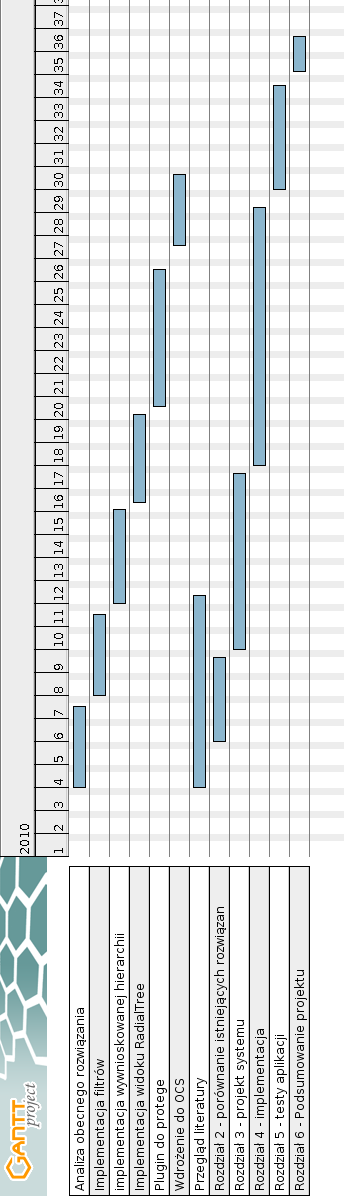 GANTT
project
2010
1 2 3 4 5 6 7 8 9 10 11 12 13 14 15 16 17 18 19 20 21 22 23 24 25 26 27 28 29 30 31 32 33 34 35 36 37
Analiza obecnego rozwiązania
Implementacja filtrów
Implementacja wywnioskowanej hierarchii
Implementacja widoku RadialTree
Plugin do protege
Wdrożenie do OCS
Przegląd literatury
Rozdział 2 - porównanie istniejących rozwiązan
Rozdział 3 - projekt systemu
Rozdział 4 - implementacja
Rozdział 5 - testy aplikacji
Rozdział 6 - Podsumowanie projektu